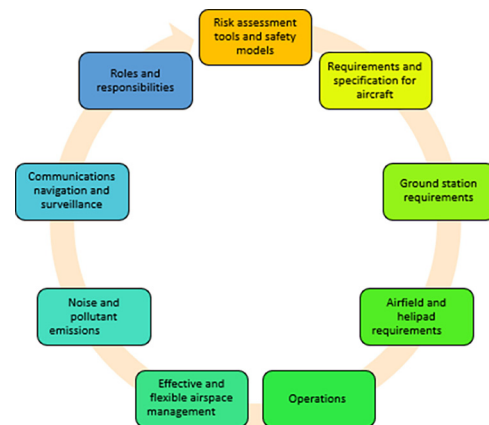 Risk assessment
tools and safety
models
Requirements and
specification for
aircraft
Ground station
requirements
Airfield and
helipad
requirements
Operations
Effective and
flexible airspace
management
Noise and
pollutant
emissions
Communications
navigation and
surveillance
Roles and
responsibilities